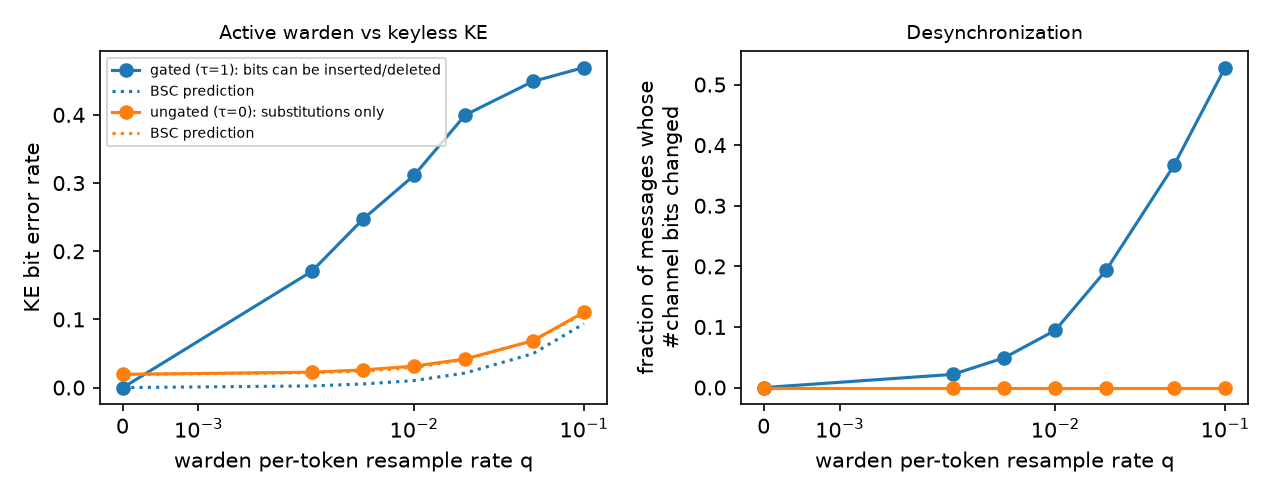 Active warden vs keyless KE
gated (τ=1): bits can be inserted/deleted
BSC prediction
ungated (τ=0): substitutions only
BSC prediction
KE bit error rate
0.4
0.3
0.2
0.1
0.0
0
10⁻³
10⁻²
10⁻¹
warden per-token resample rate q
Desynchronization
fraction of messages whose
#channel bits changed
0.5
0.4
0.3
0.2
0.1
0.0
0
10⁻³
10⁻²
10⁻¹
warden per-token resample rate q